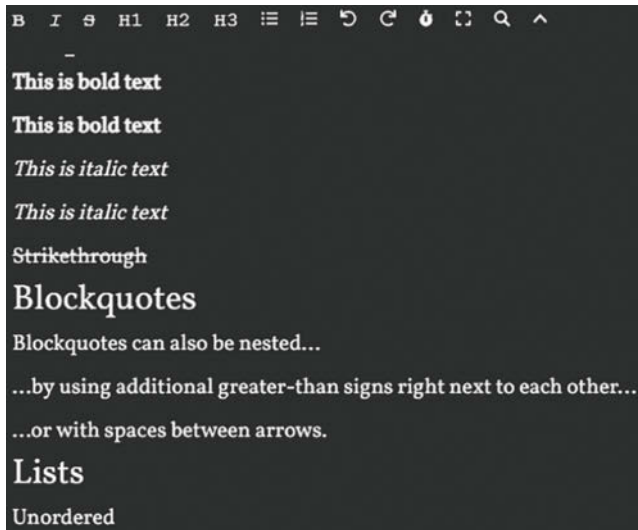 B I S H1 H2 H3
This is bold text
This is bold text
This is italic text
This is italic text
Strikethrough
Blockquotes
Blockquotes can also be nested...
...by using additional greater-than signs right next to each other...
...or with spaces between arrows.
Lists
Unordered